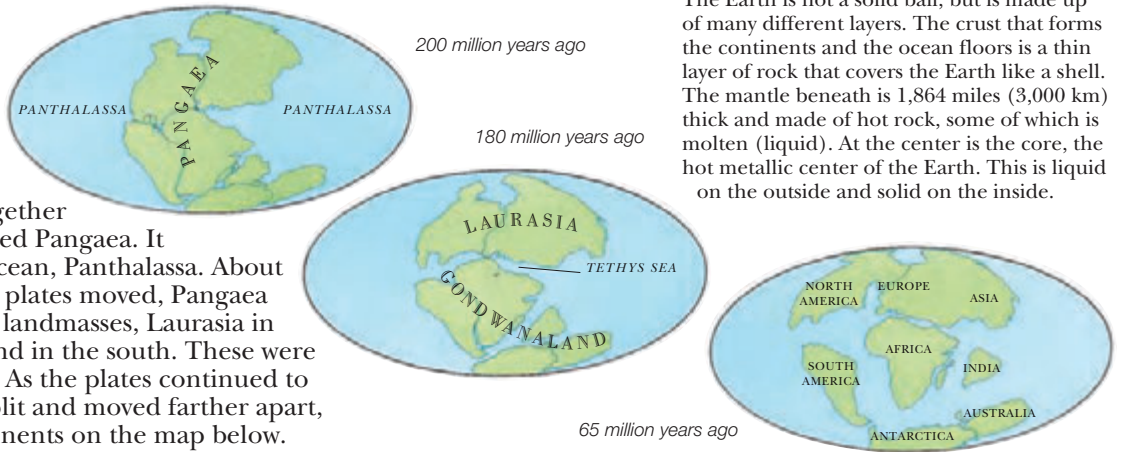 The Earth is not a solid ball, but is made up
of many different layers. The crust that forms
the continents and the ocean floors is a thin
layer of rock that covers the Earth like a shell.
The mantle beneath is 1,864 miles (3,000 km)
thick and made of hot rock, some of which is
molten (liquid). At the center is the core, the
hot metallic center of the Earth. This is liquid
on the outside and solid on the inside.
200 million years ago
PANTHALASSA
PANGAEA
PANTHALASSA
180 million years ago
LAURASIA
TETHYS SEA
GONDWANALAND
gether
ed Pangaea. It
cean, Panthalassa. About
plates moved, Pangaea
landmasses, Laurasia in
nd in the south. These were
As the plates continued to
plit and moved farther apart,
nents on the map below.
65 million years ago
NORTH
AMERICA
EUROPE
ASIA
AFRICA
SOUTH
AMERICA
INDIA
AUSTRALIA
ANTARCTICA